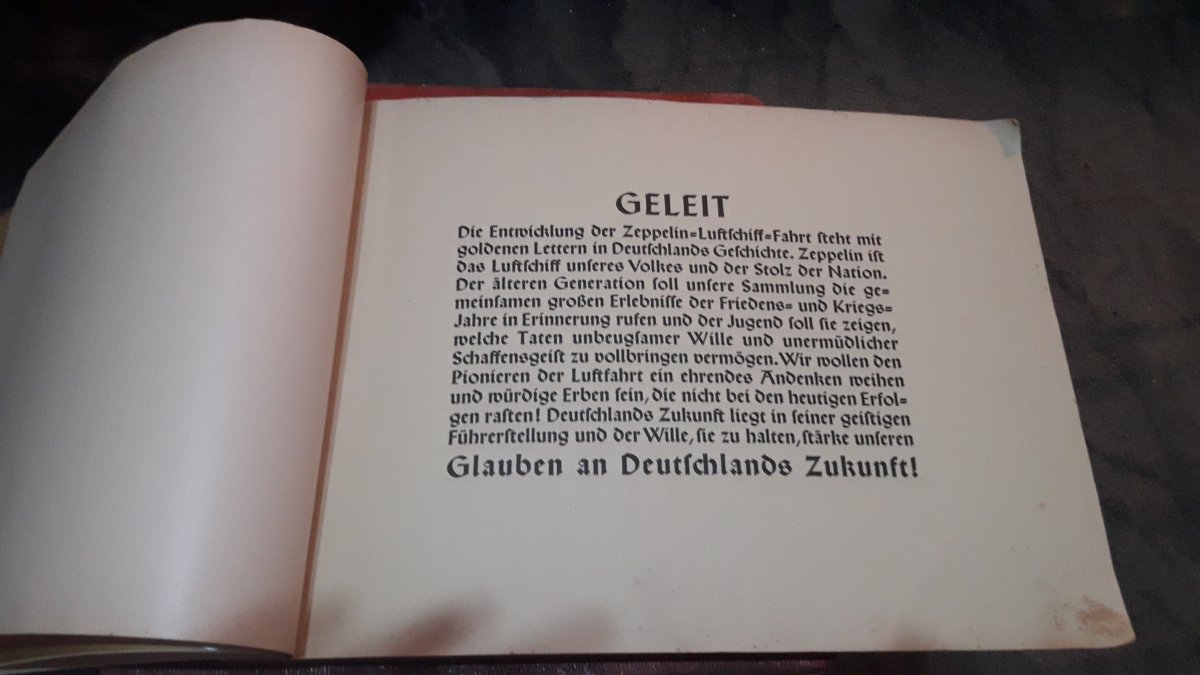 GELEIT
Die Entwicklung der Zeppelin=Luftſchiff=Fahrt ſteht mit
goldenen Lettern in Deutſchlands Geſchichte. Zeppelin iſt
das Luftſchiff unſeres Volkes und der Stolz der Nation.
Der älteren Generation ſoll unſere Sammlung die ge=
meinſamen großen Erlebniſſe der Friedens= und Kriegs=
Jahre in Erinnerung rufen und der Jugend ſoll ſie zeigen,
welche Taten unbeugſamer Wille und unermüdlicher
Schaffensgeiſt zu vollbringen vermögen. Wir wollen den
Pionieren der Luftfahrt ein ehrendes Andenken weihen
und würdige Erben ſein, die nicht bei den heutigen Erfol=
gen raſten! Deutſchlands Zukunft liegt in ſeiner geiſtigen
Führerſtellung und der Wille, ſie zu halten, ſtärke unſeren
Glauben an Deutſchlands Zukunft!